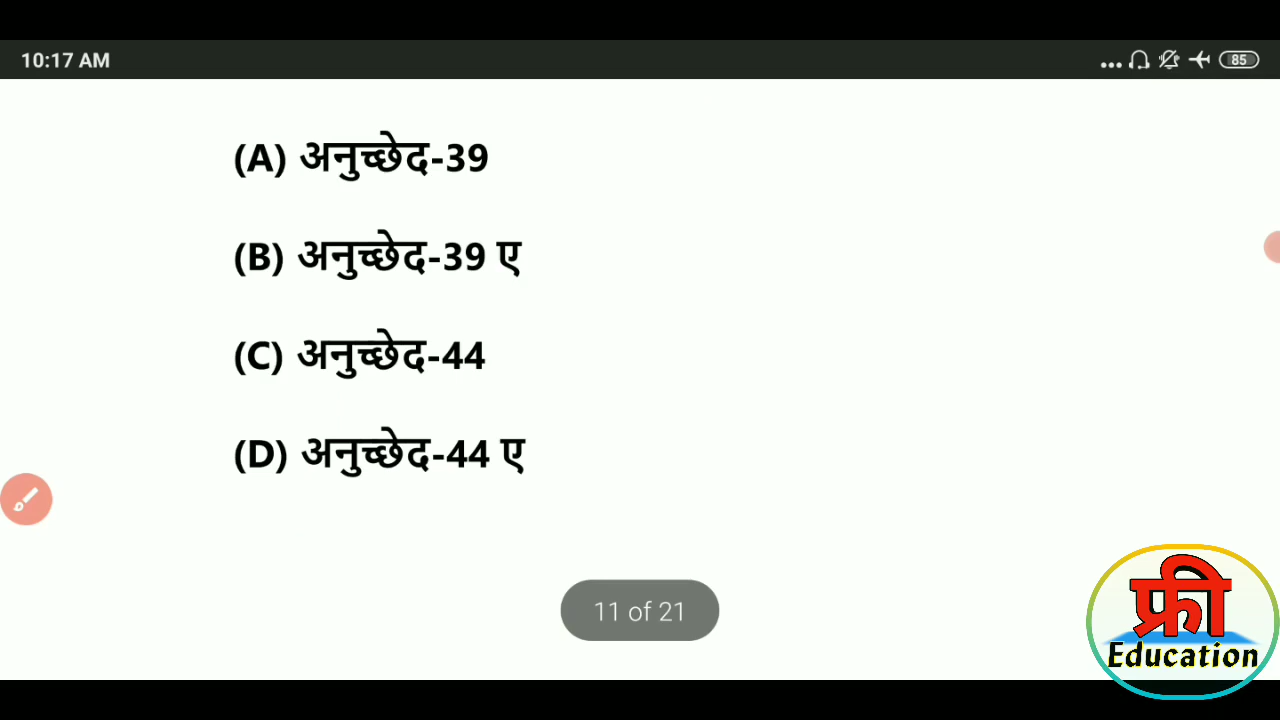 10:17 AM
85
(A) अनुच्छेद-39
(B) अनुच्छेद-39 ए
(C) अनुच्छेद-44
(D) अनुच्छेद-44 ए
11 of 21
फ्री
Education